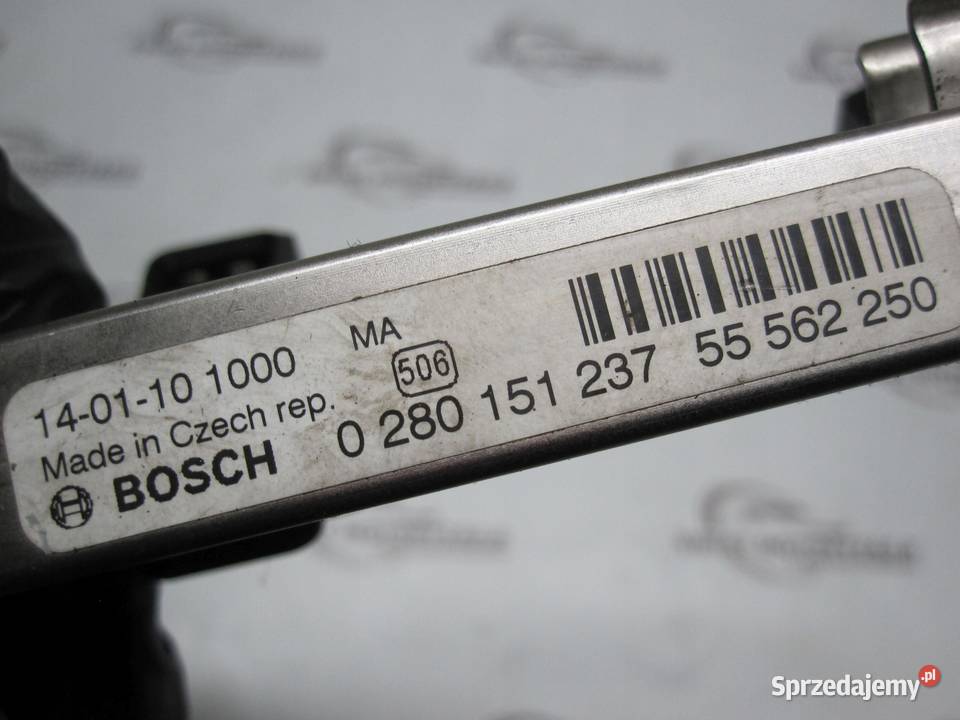 14-01-10 1000 MA
Made in Czech rep. 506
BOSCH 0 280 151 237 55 562 250
Sprzedajemy.pl